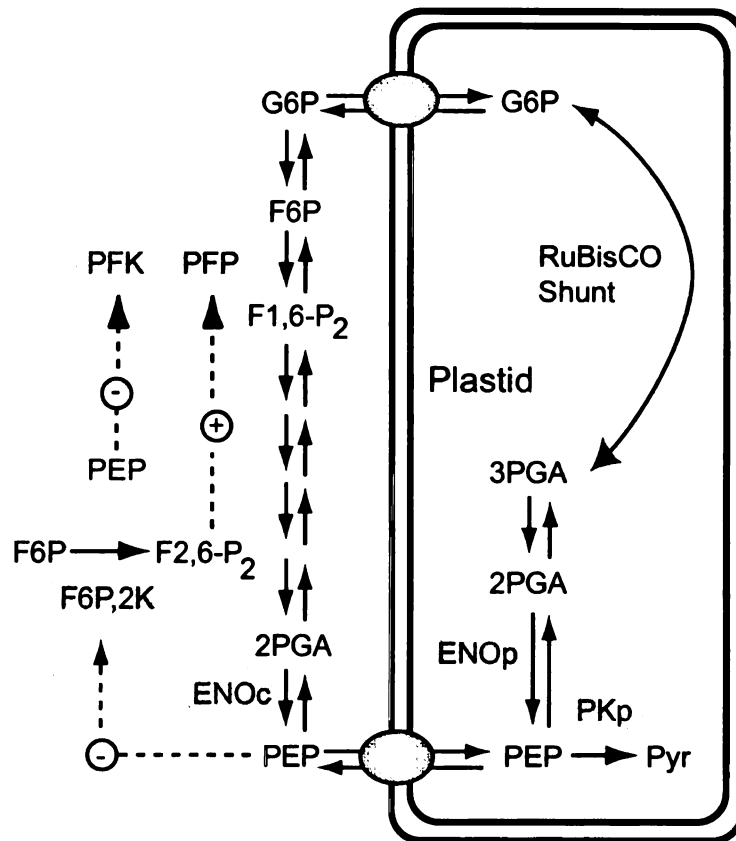 G6P
G6P
F6P
RuBisCO
Shunt
PFK
PFP
F1,6-P2
Plastid
-
+
PEP
3PGA
F6P
F2,6-P2
F6P,2K
2PGA
2PGA
ENOp
ENOc
PKp
-
PEP
PEP
Pyr